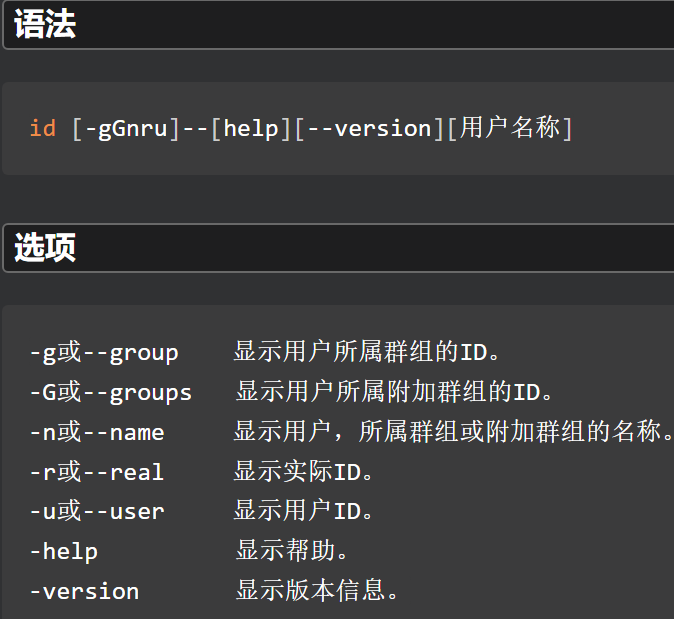 语法
id [-gGnru]--[help][--version][用户名称]
选项
-g或--group 显示用户所属群组的ID。
-G或--groups 显示用户所属附加群组的ID。
-n或--name 显示用户，所属群组或附加群组的名称。
-r或--real 显示实际ID。
-u或--user 显示用户ID。
-help 显示帮助。
-version 显示版本信息。